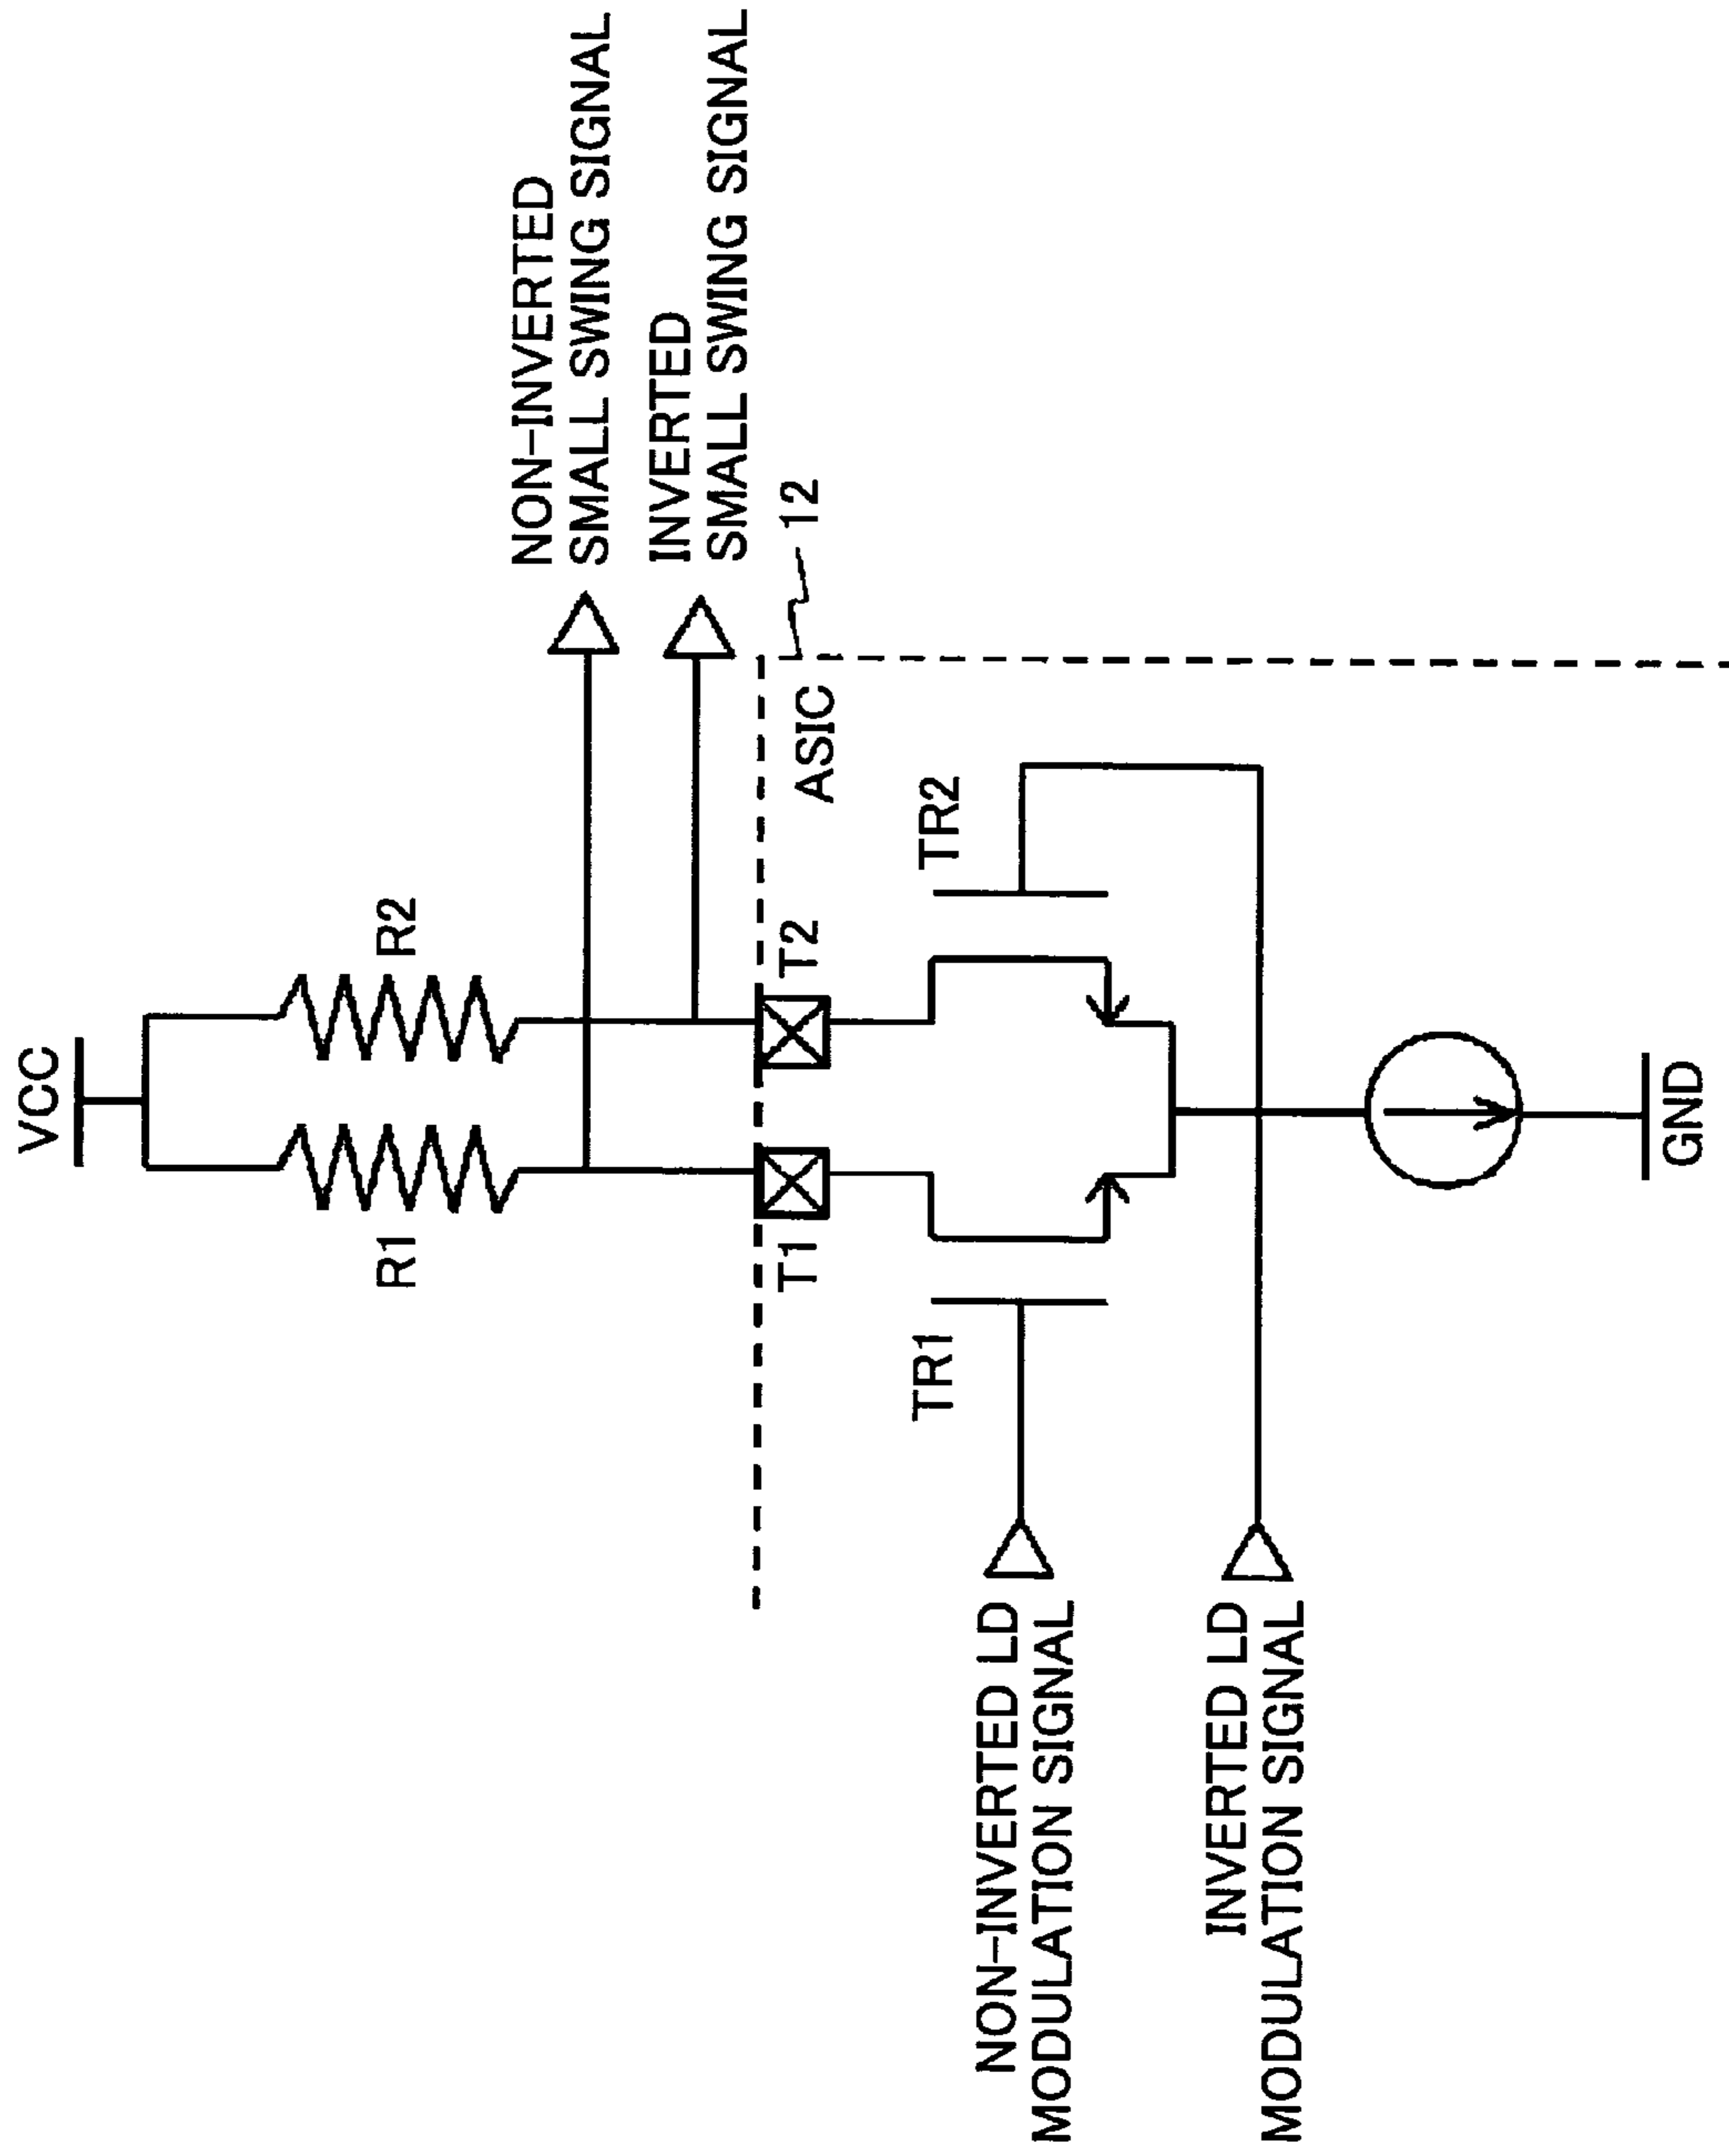 VCC
R1
R2
NON-INVERTED
SMALL SWING SIGNAL
INVERTED
SMALL SWING SIGNAL
12
ASIC
T1
T2
TR1
TR2
NON-INVERTED LD
MODULATION SIGNAL
INVERTED LD
MODULATION SIGNAL
GND